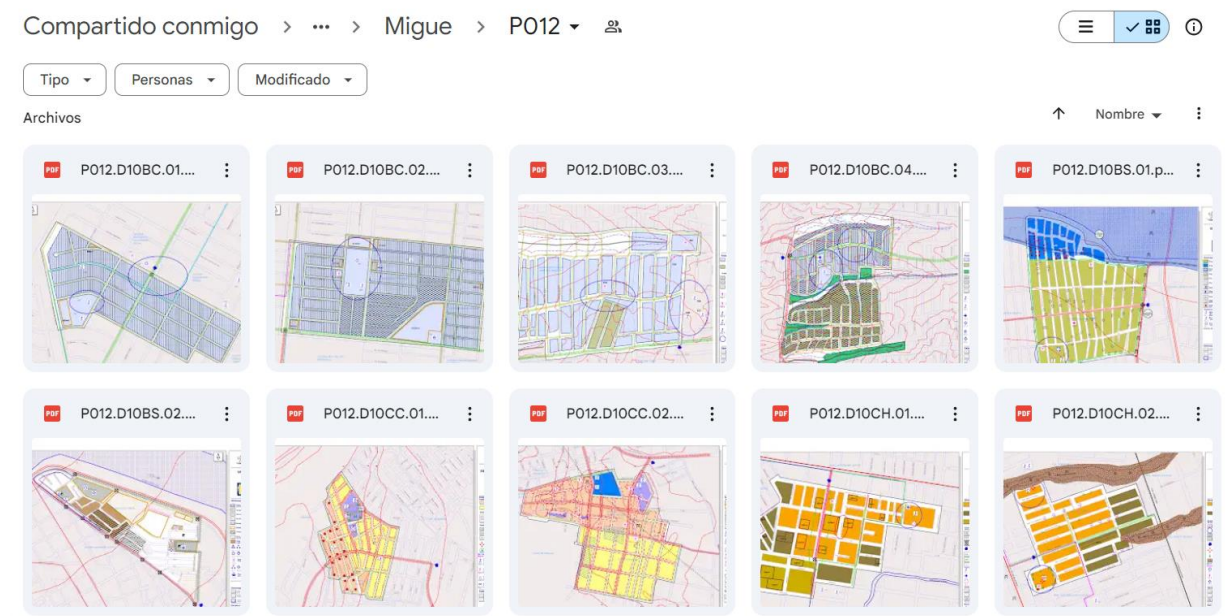 Compartido conmigo > ... > Migue > P012
Tipo Personas Modificado
Archivos
Nombre
PDF P012.D10BC.01....
PDF P012.D10BC.02....
PDF P012.D10BC.03....
PDF P012.D10BC.04....
PDF P012.D10BS.01.p...
PDF P012.D10BS.02....
PDF P012.D10CC.01....
PDF P012.D10CC.02....
PDF P012.D10CH.01....
PDF P012.D10CH.02....